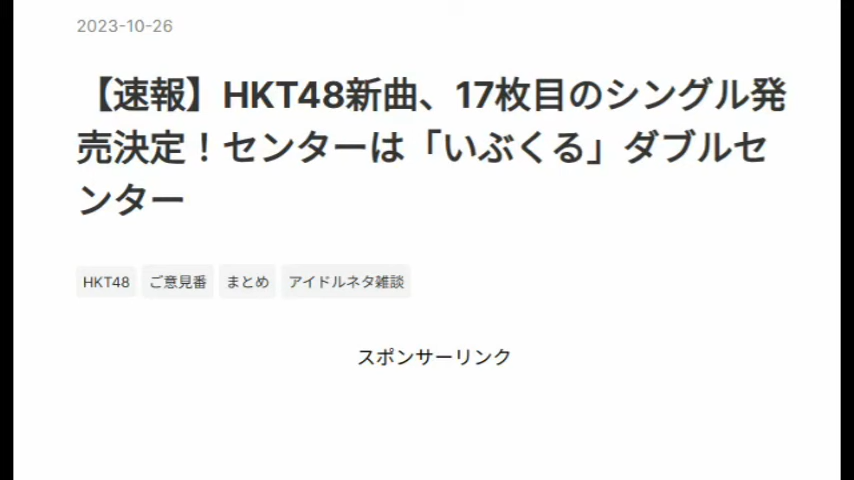 2023-10-26
【速報】HKT48新曲、17枚目のシングル発
売決定！センターは「いぶくる」ダブルセ
ンター
HKT48 ご意見番 まとめ アイドルネタ雑談
スポンサーリンク